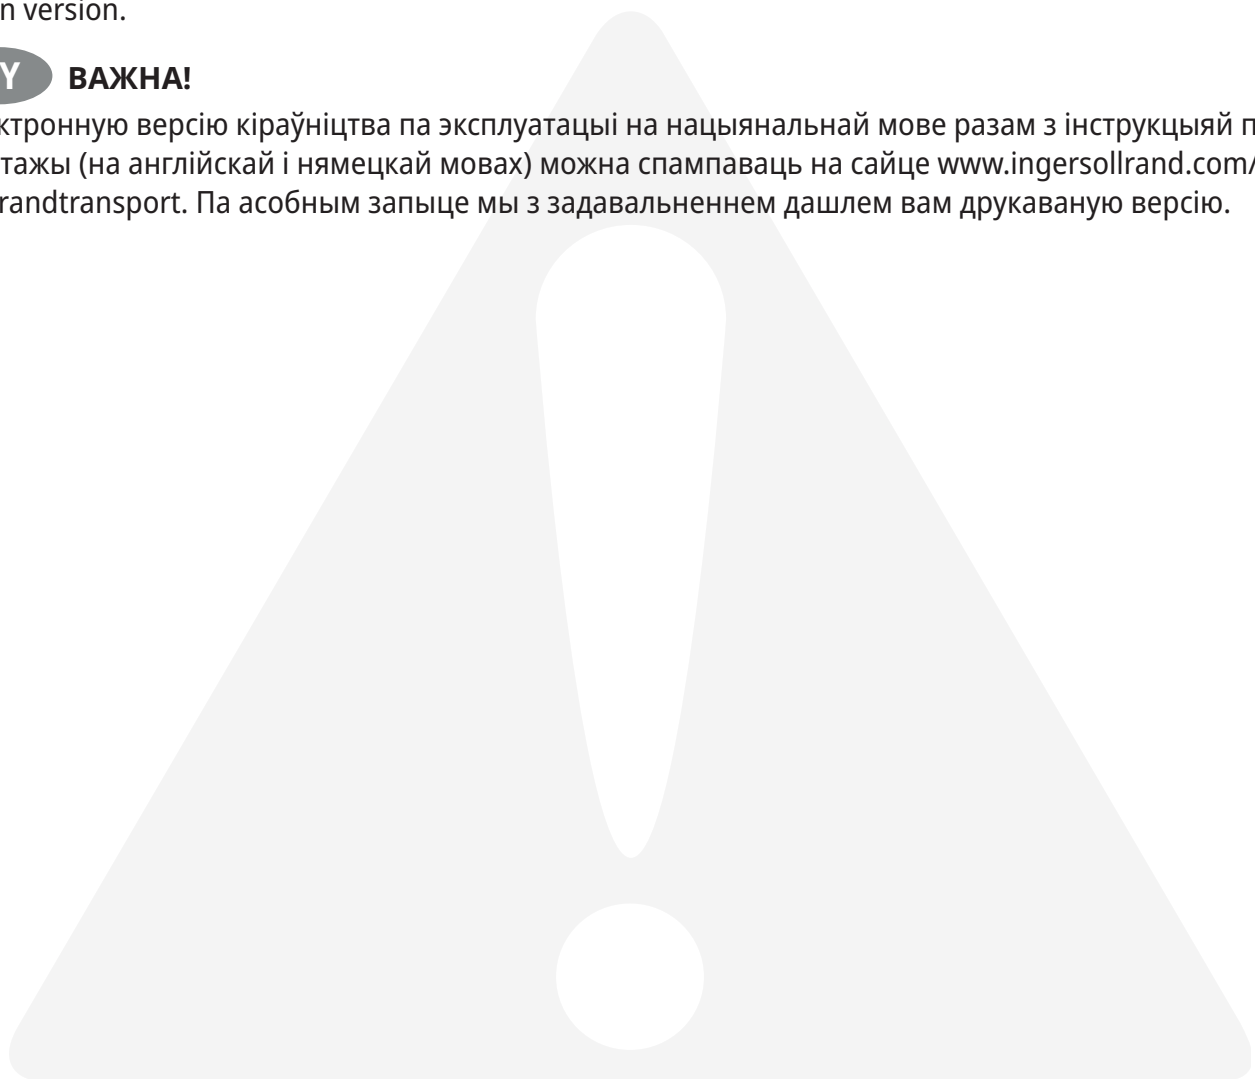 n version.
Y ВАЖНА!
ктронную версію кіраўніцтва па эксплуатацыі на нацыянальнай мове разам з інструкцыяй п
тажы (на англійскай і нямецкай мовах) можна спампаваць на сайце www.ingersollrand.com/
randtransport. Па асобным запыце мы з задавальненнем дашлем вам друкаваную версію.